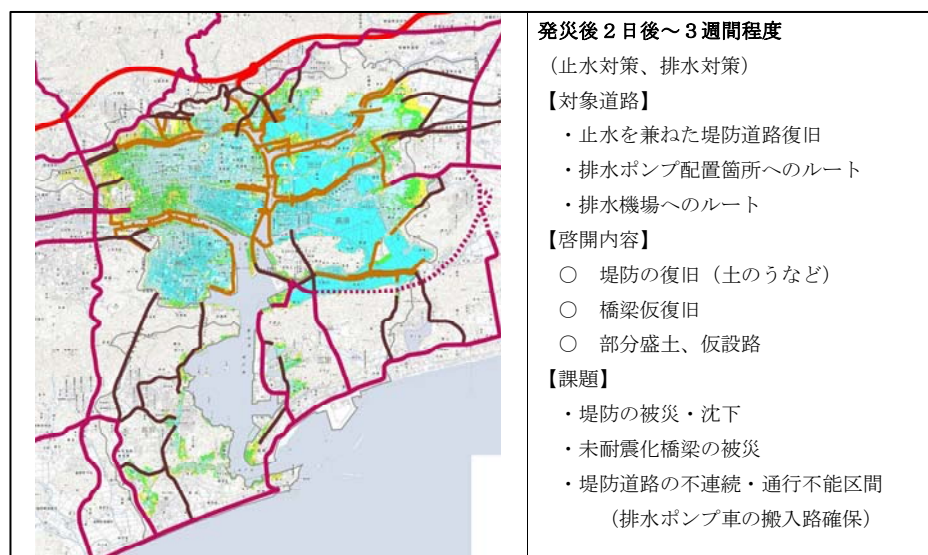 発災後２日後～３週間程度
（止水対策、排水対策）
【対象道路】
・止水を兼ねた堤防道路復旧
・排水ポンプ配置箇所へのルート
・排水機場へのルート
【啓開内容】
○　堤防の復旧（土のうなど）
○　橋梁仮復旧
○　部分盛土、仮設路
【課題】
・堤防の被災・沈下
・未耐震化橋梁の被災
・堤防道路の不連続・通行不能区間
（排水ポンプ車の搬入路確保）